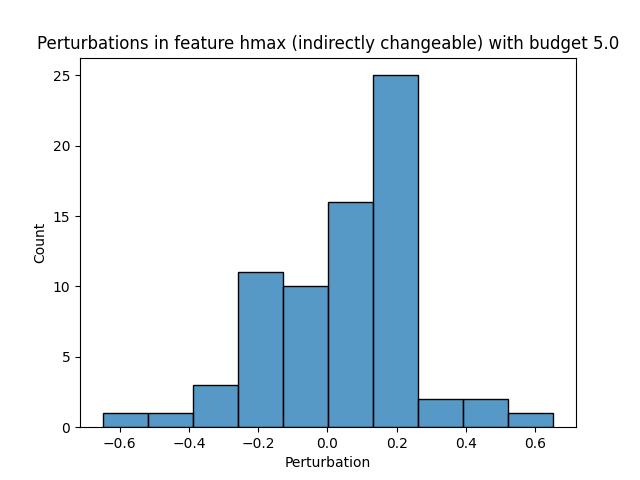 Perturbations in feature hmax (indirectly changeable) with budget 5.0
25
20
15
10
5
0
Count
−0.6 −0.4 −0.2 0.0 0.2 0.4 0.6
Perturbation